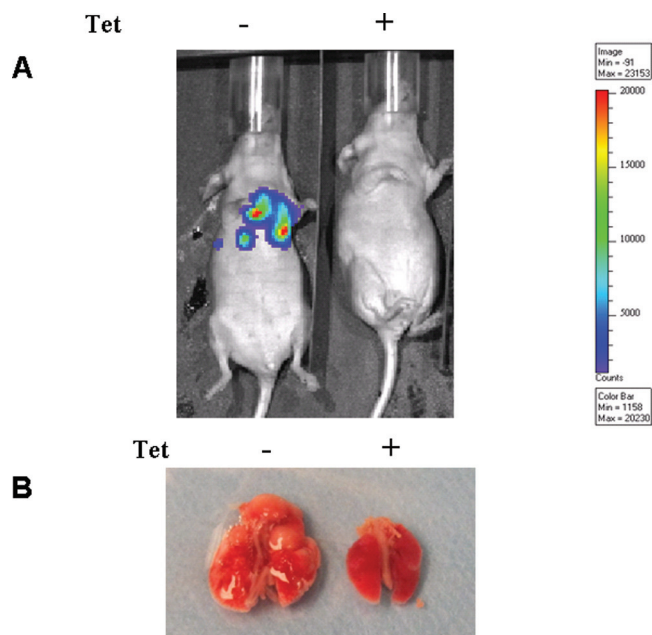 Tet - +
A
Image
Min = -91
Max = 23153
20000
15000
10000
5000
Counts
Color Bar
Min = 1158
Max = 20230
Tet - +
B